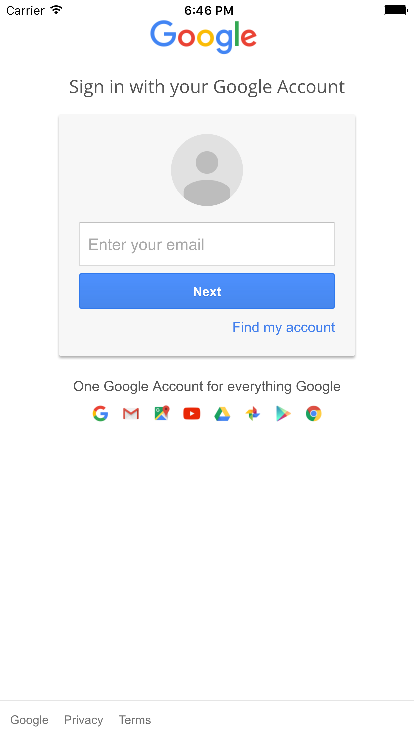 Carrier 6:46 PM
Google
Sign in with your Google Account
Enter your email
Next
Find my account
One Google Account for everything Google
Google Privacy Terms